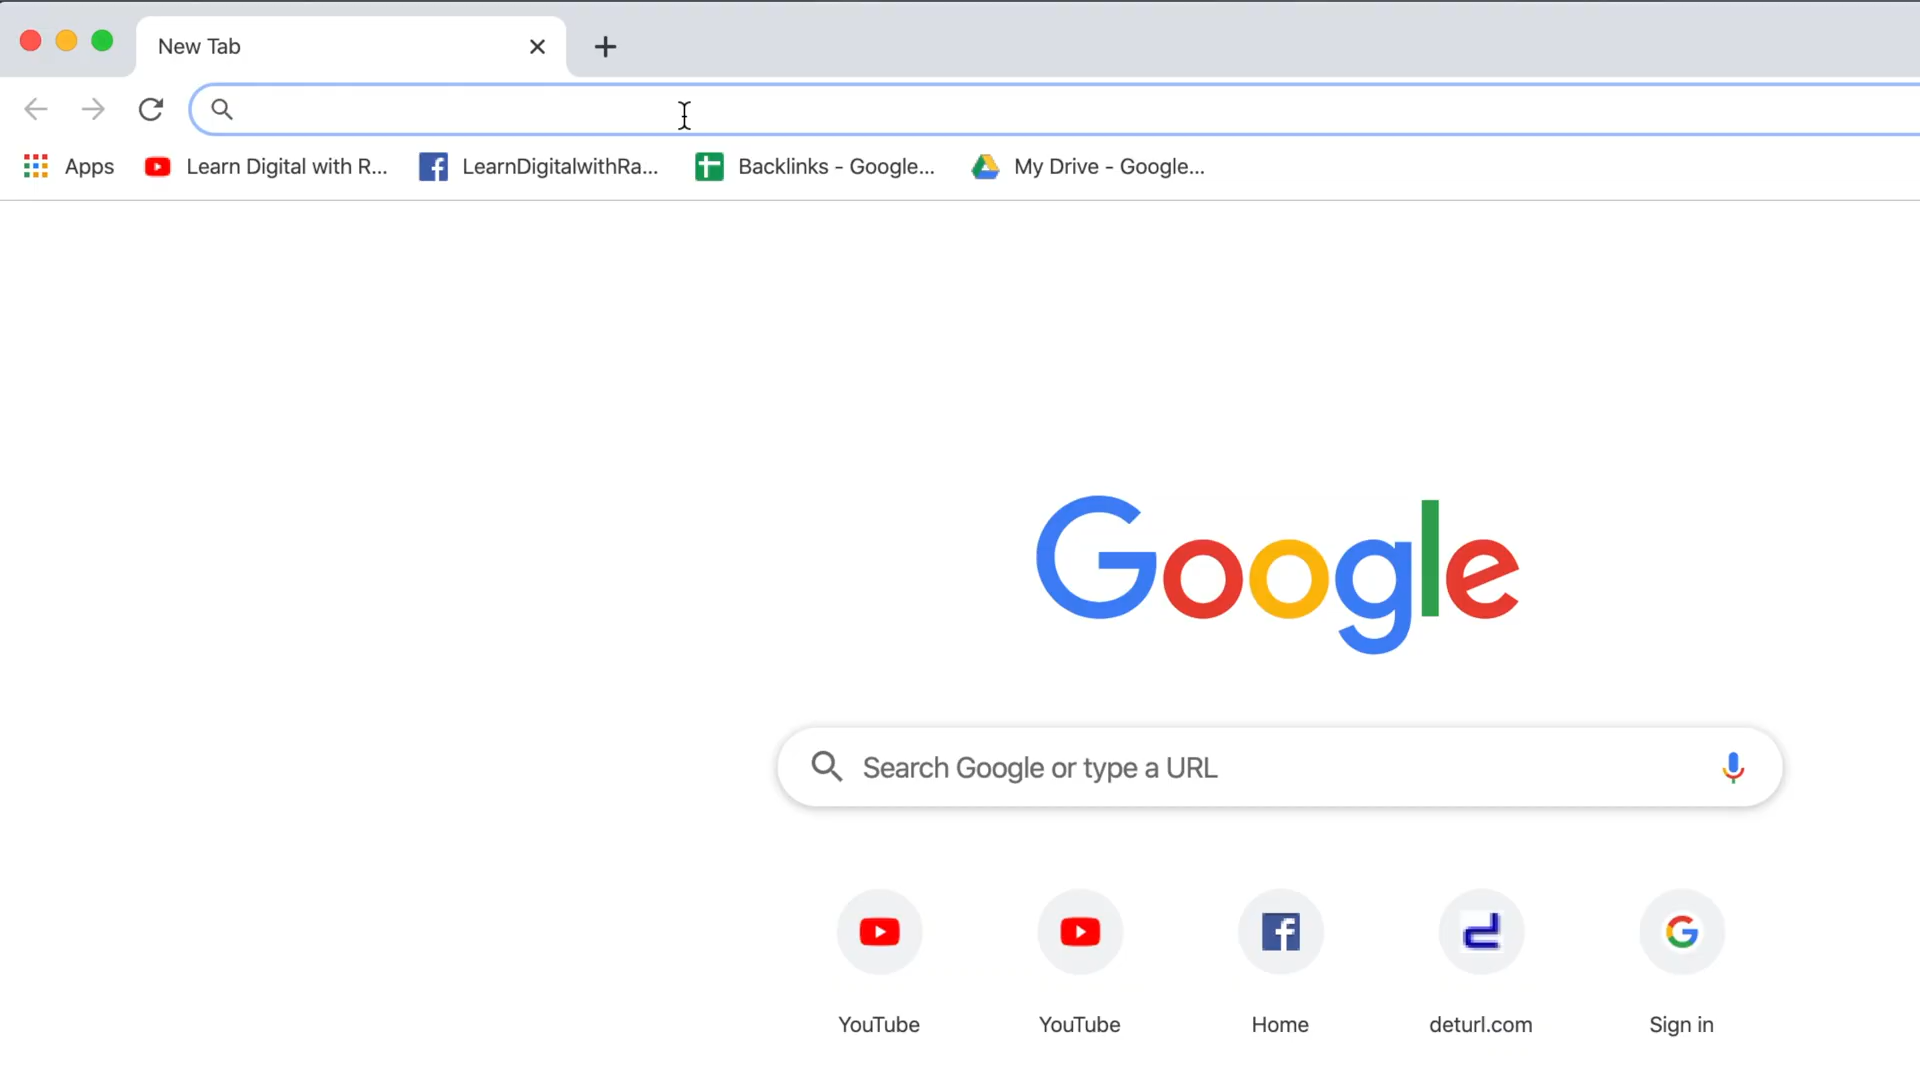 New Tab
Apps
Learn Digital with R...
LearnDigitalwithRa...
Backlinks - Google...
My Drive - Google...
Google
Search Google or type a URL
YouTube
YouTube
Home
deturl.com
Sign in